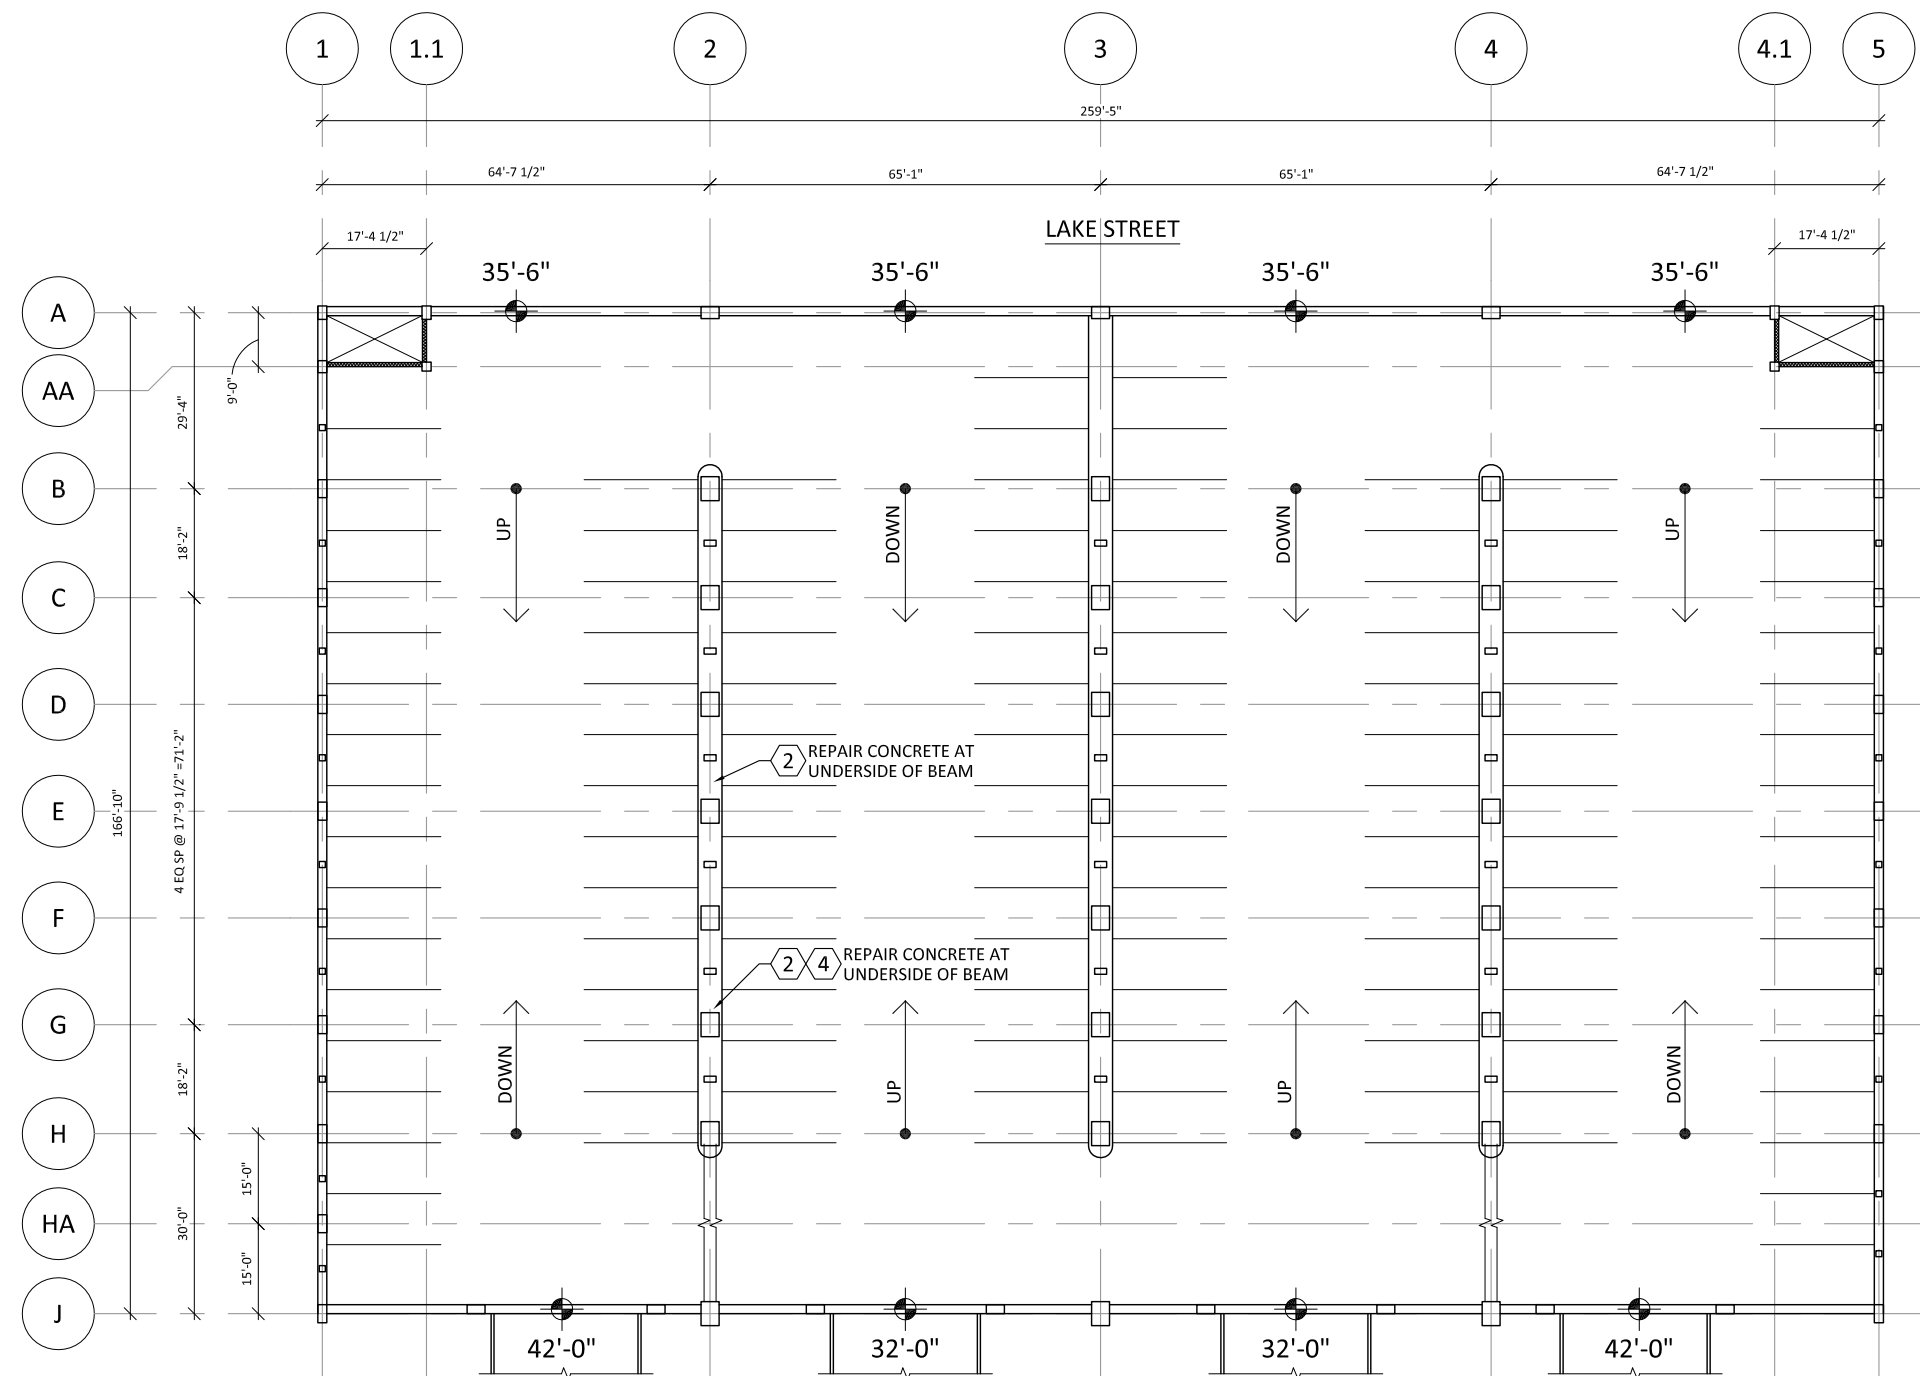 1
1.1
2
3
4
4.1
5
259'-5"
64'-7 1/2"
65'-1"
65'-1"
64'-7 1/2"
LAKE STREET
17'-4 1/2"
17'-4 1/2"
35'-6"
35'-6"
35'-6"
35'-6"
A
AA
9'-0"
29'-4"
B
UP
DOWN
DOWN
UP
18'-2"
C
D
REPAIR CONCRETE AT
2
UNDERSIDE OF BEAM
4 EQ SP @ 17'-9 1/2" =71'-2"
166'-10"
E
F
REPAIR CONCRETE AT
2 4
UNDERSIDE OF BEAM
G
DOWN
UP
UP
DOWN
18'-2"
H
15'-0"
HA
30'-0"
15'-0"
J
42'-0"
32'-0"
32'-0"
42'-0"